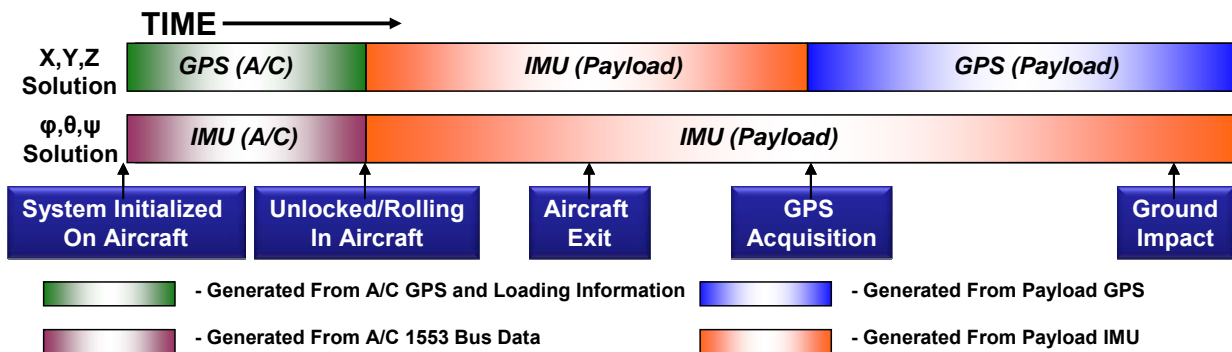 TIME
X,Y,Z
Solution
GPS (A/C)
IMU (Payload)
GPS (Payload)
φ,θ,ψ
Solution
IMU (A/C)
IMU (Payload)
System Initialized
On Aircraft
Unlocked/Rolling
In Aircraft
Aircraft
Exit
GPS
Acquisition
Ground
Impact
- Generated From A/C GPS and Loading Information
- Generated From Payload GPS
- Generated From A/C 1553 Bus Data
- Generated From Payload IMU